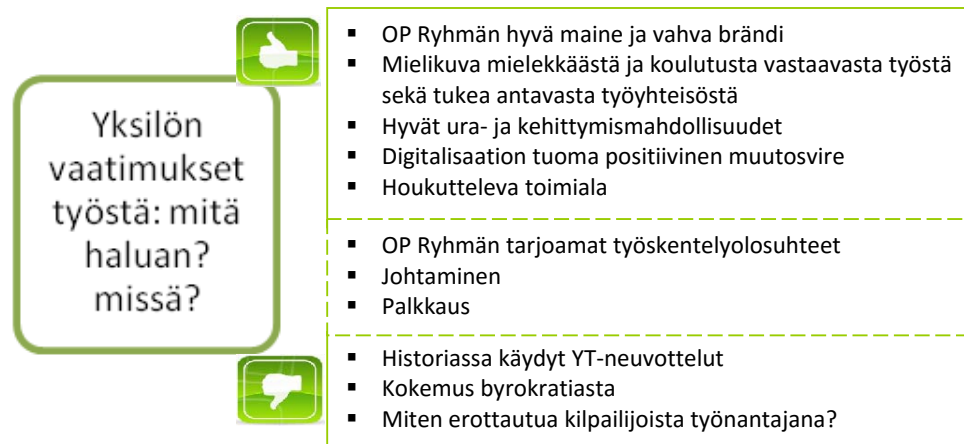 Yksilön
vaatimukset
työstä: mitä
haluan?
missä?
▪ OP Ryhmän hyvä maine ja vahva brändi
▪ Mielikuva mielekkäästä ja koulutusta vastaavasta työstä
sekä tukea antavasta työyhteisöstä
▪ Hyvät ura- ja kehittymismahdollisuudet
▪ Digitalisaation tuoma positiivinen muutosvire
▪ Houkutteleva toimiala
▪ OP Ryhmän tarjoamat työskentelyolosuhteet
▪ Johtaminen
▪ Palkkaus
▪ Historiassa käydyt YT-neuvottelut
▪ Kokemus byrokratiasta
▪ Miten erottautua kilpailijoista työnantajana?